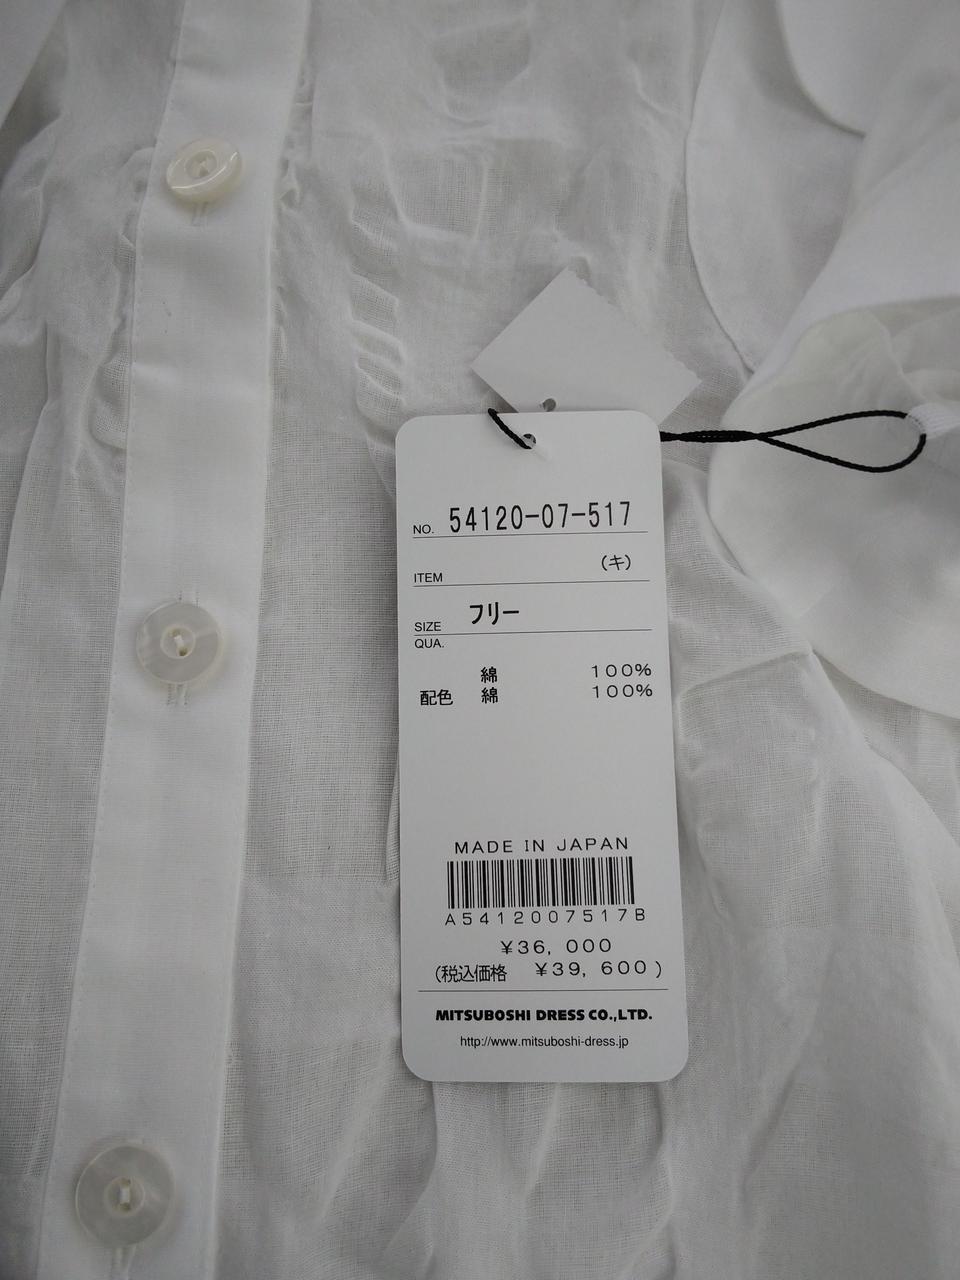 NO. 54120-07-517
ITEM (キ)
SIZE フリー
QUA.
綿 100%
配色 綿 100%
MADE IN JAPAN
A5412007517B
¥36,000
(税込価格 ¥39,600)
MITSUBOSHI DRESS CO.,LTD.
http://www.mitsuboshi-dress.jp